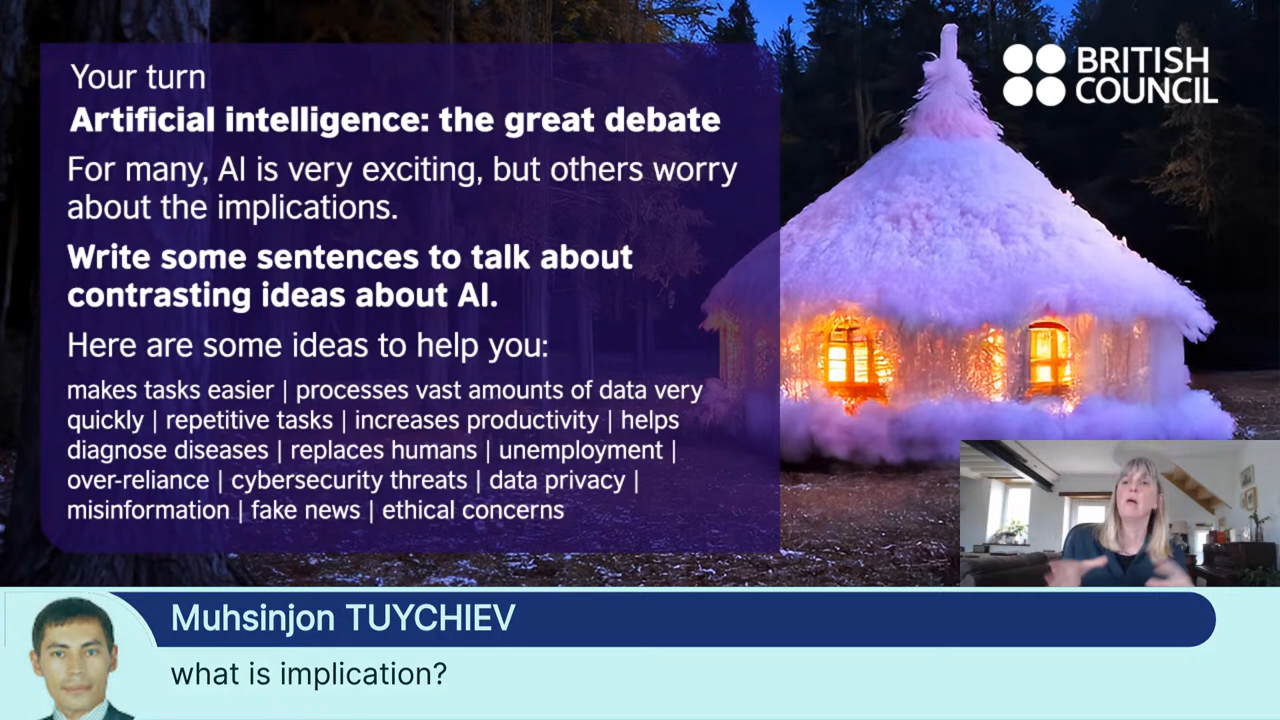 Your turn
Artificial intelligence: the great debate
For many, AI is very exciting, but others worry
about the implications.
Write some sentences to talk about
contrasting ideas about AI.
Here are some ideas to help you:
makes tasks easier | processes vast amounts of data very
quickly | repetitive tasks | increases productivity | helps
diagnose diseases | replaces humans | unemployment |
over-reliance | cybersecurity threats | data privacy |
misinformation | fake news | ethical concerns
BRITISH
COUNCIL
Muhsinjon TUYCHIEV
what is implication?